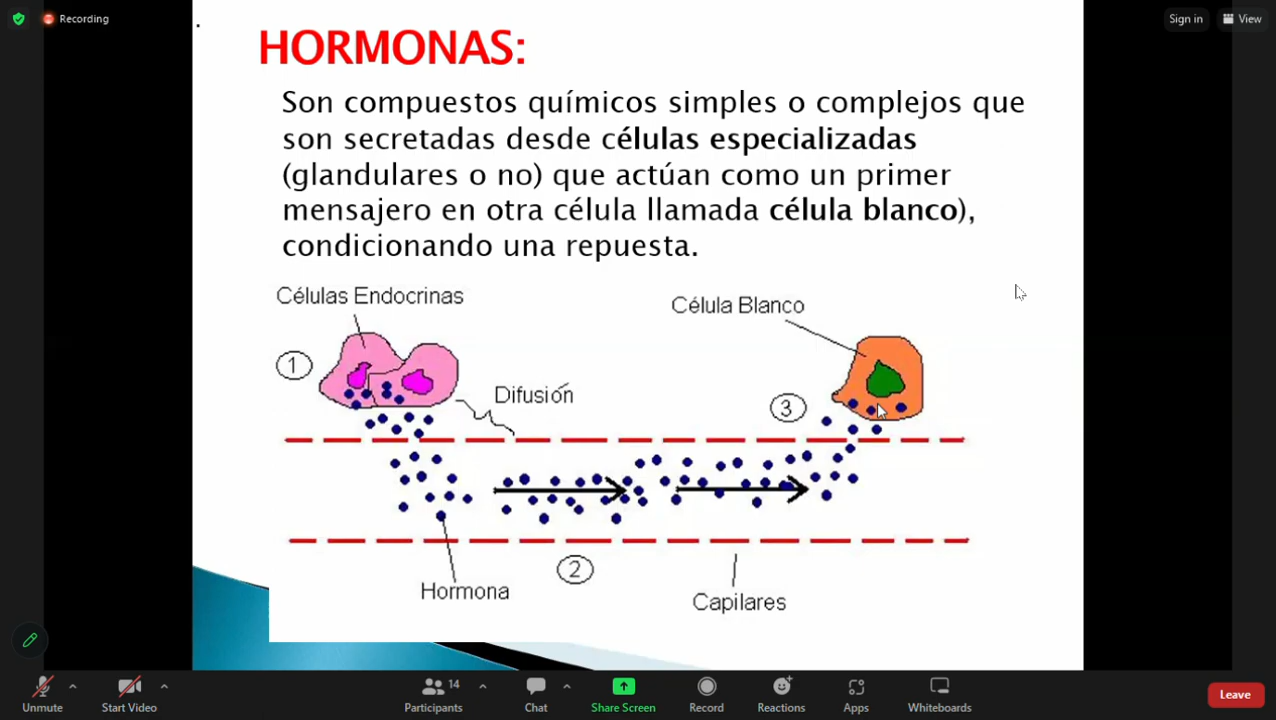 Recording
Sign in
View
HORMONAS:
Son compuestos químicos simples o complejos que
son secretadas desde células especializadas
(glandulares o no) que actúan como un primer
mensajero en otra célula llamada célula blanco),
condicionando una repuesta.
Células Endocrinas
Célula Blanco
1
Difusión
3
2
Hormona
Capilares
Unmute
Start Video
14
Participants
Chat
Share Screen
Record
Reactions
Apps
Whiteboards
Leave